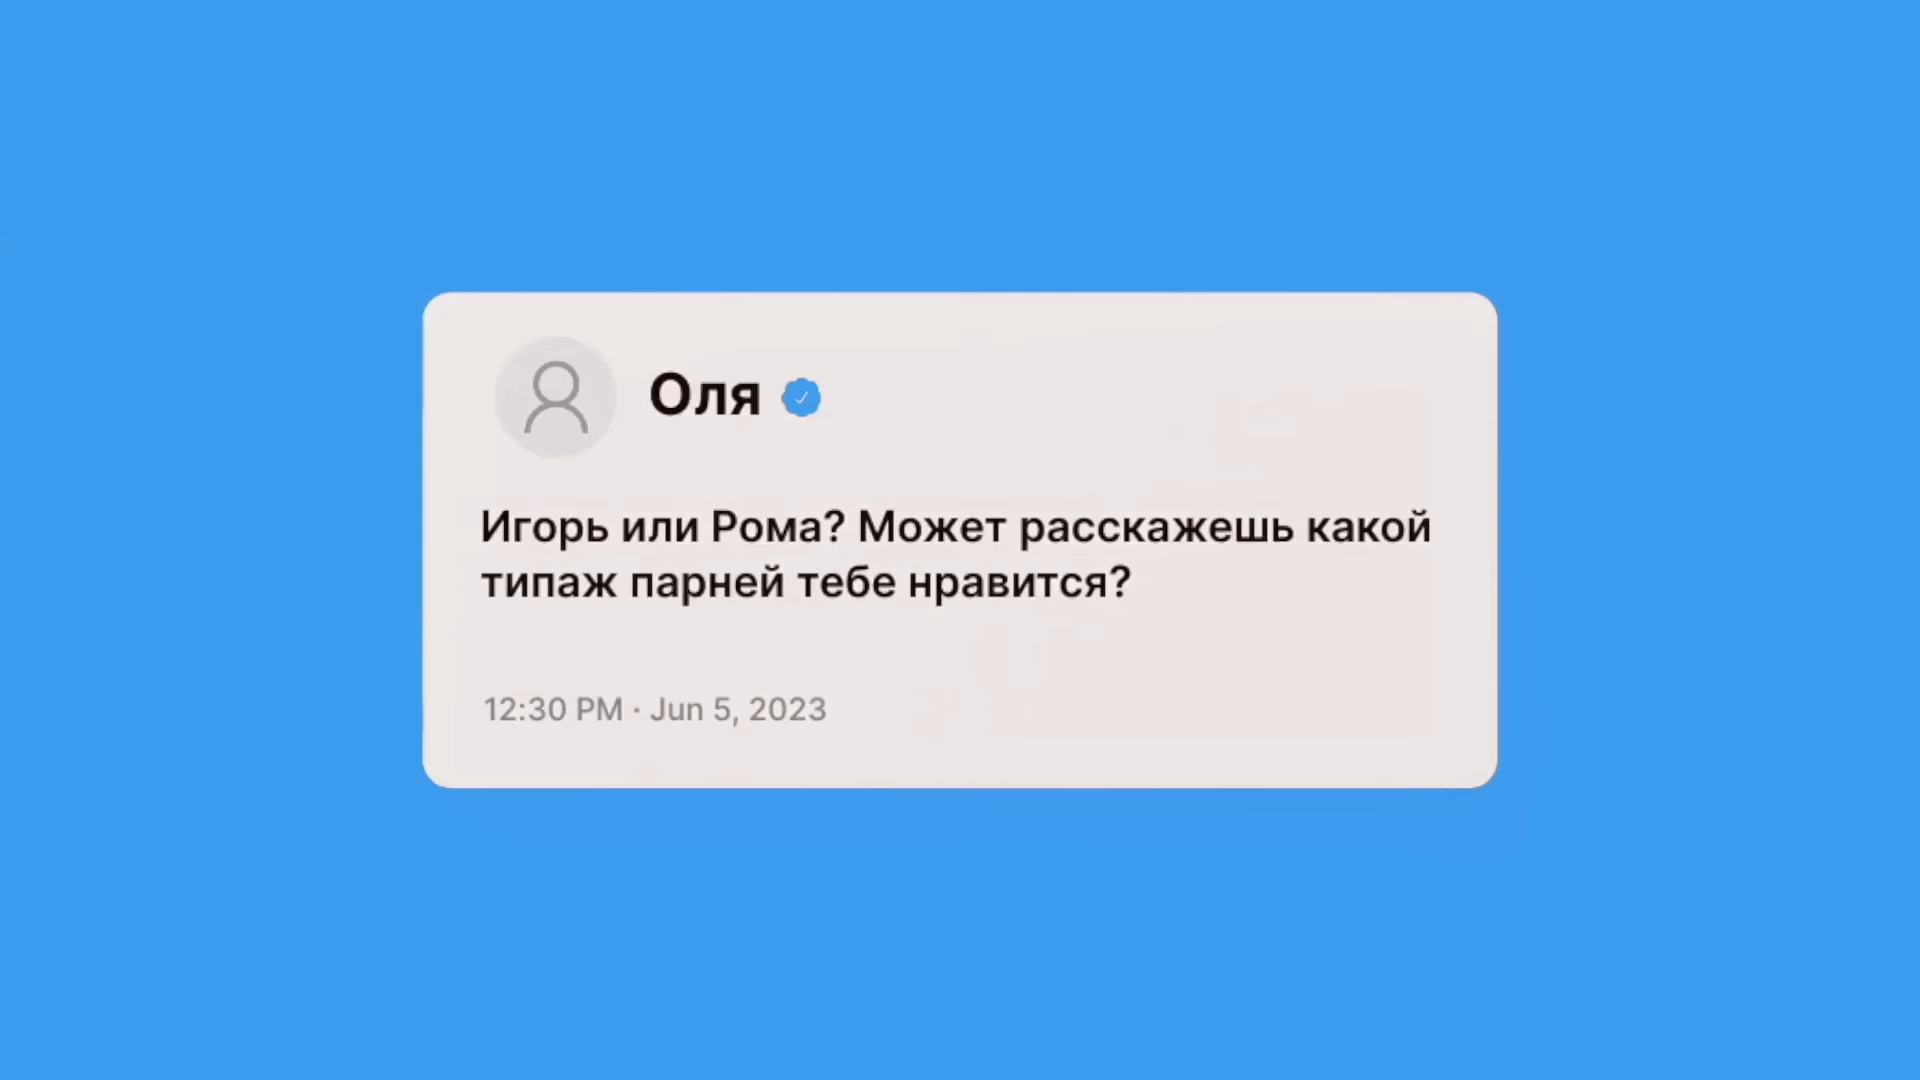 Оля
Игорь или Рома? Может расскажешь какой
типаж парней тебе нравится?
12:30 PM · Jun 5, 2023